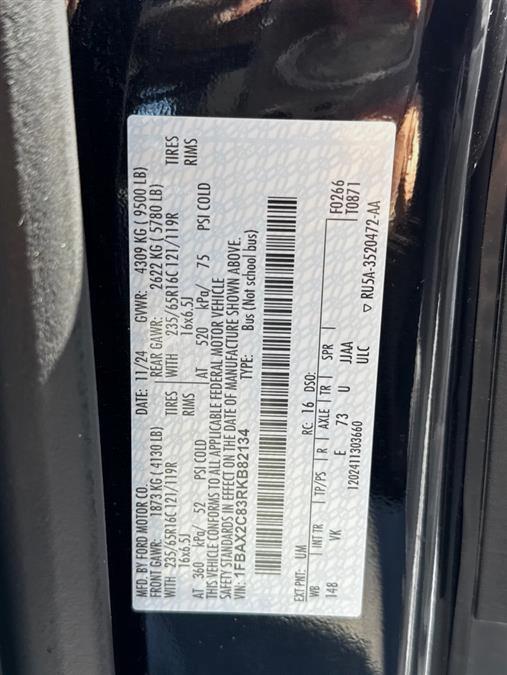 MFD. BY FORD MOTOR CO. DATE: 11/24 GVWR: 4309 KG ( 9500 LB)
FRONT GAWR: 1873 KG ( 4130 LB) REAR GAWR: 2622 KG ( 5780 LB)
WITH 235/65R16C 121/119R TIRES WITH 235/65R16C 121/119R TIRES
16x6.5J RIMS 16x6.5J RIMS
AT 360 kPa/ 52 PSI COLD AT 520 kPa/ 75 PSI COLD
THIS VEHICLE CONFORMS TO ALL APPLICABLE FEDERAL MOTOR VEHICLE
SAFETY STANDARDS IN EFFECT ON THE DATE OF MANUFACTURE SHOWN ABOVE.
VIN: 1FBAX2C83RKB82134 TYPE: Bus (Not school bus)
F0266
T0871
EXT PNT: UM RC: 16 DSO:
WB INT TR TP/PS R AXLE TR SPR
148 VK E 73 U JJAA
ULC
1202411303660 ▽ RU5A-3520472-AA